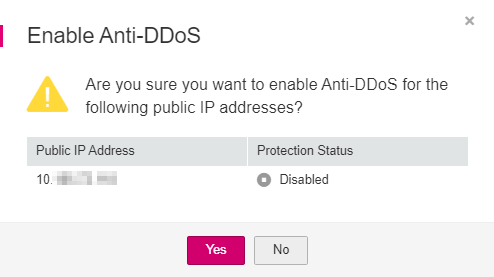 Enable Anti-DDoS
Are you sure you want to enable Anti-DDoS for the
following public IP addresses?
Public IP Address Protection Status
10. Disabled
Yes No